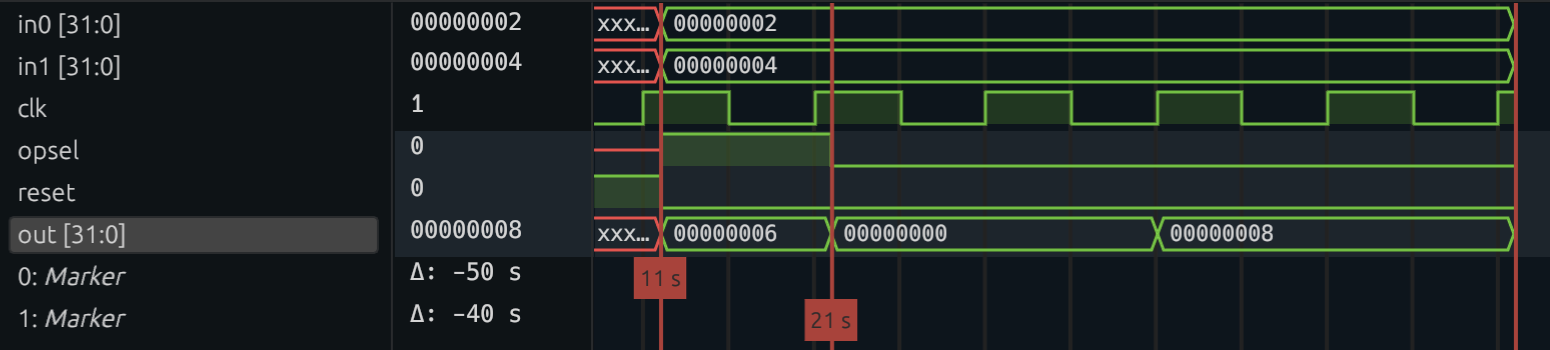 in0 [31:0] 00000002 xxx… 00000002
in1 [31:0] 00000004 xxx… 00000004
clk 1
opsel 0
reset 0
out [31:0] 00000008 xxx… 00000006 00000000 00000008
0: Marker Δ: -50 s 11 s
1: Marker Δ: -40 s 21 s